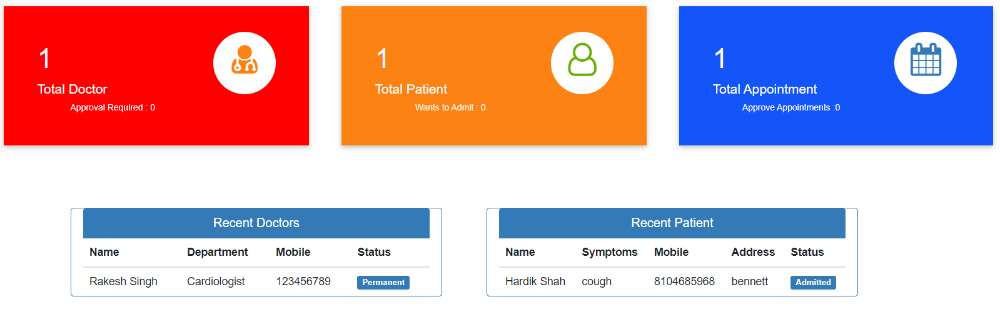 1
Total Doctor
Approval Required : 0
1
Total Patient
Wants to Admit : 0
1
Total Appointment
Approve Appointments :0
Recent Doctors
Name Department Mobile Status
Rakesh Singh Cardiologist 123456789 Permanent
Recent Patient
Name Symptoms Mobile Address Status
Hardik Shah cough 8104685968 bennett Admitted